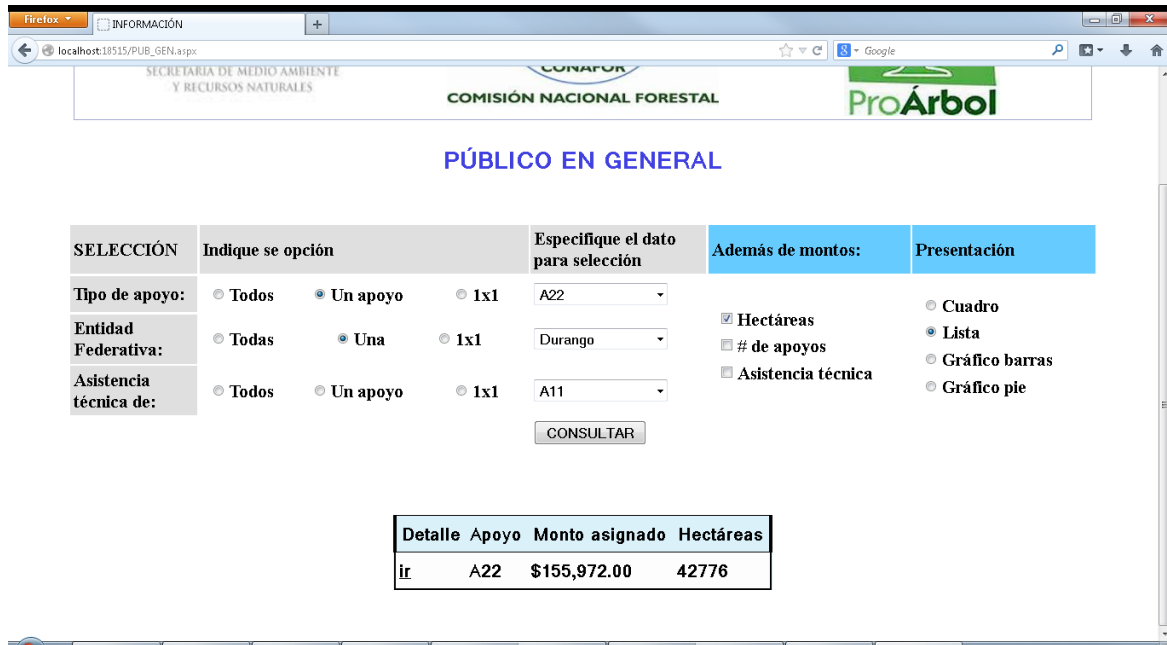 Firefox
INFORMACIÓN
localhost:18515/PUB_GEN.aspx
Google
SECRETARIA DE MEDIO AMBIENTE
Y RECURSOS NATURALES
CONAFOR
COMISIÓN NACIONAL FORESTAL
ProÁrbol
PÚBLICO EN GENERAL
SELECCIÓN Indique se opción Especifique el dato para selección Además de montos: Presentación
Tipo de apoyo: Todos Un apoyo 1x1 A22
Entidad Federativa: Todas Una 1x1 Durango
Asistencia técnica de: Todos Un apoyo 1x1 A11
Hectáreas
# de apoyos
Asistencia técnica
Cuadro
Lista
Gráfico barras
Gráfico pie
CONSULTAR
Detalle Apoyo Monto asignado Hectáreas
ir A22 $155,972.00 42776